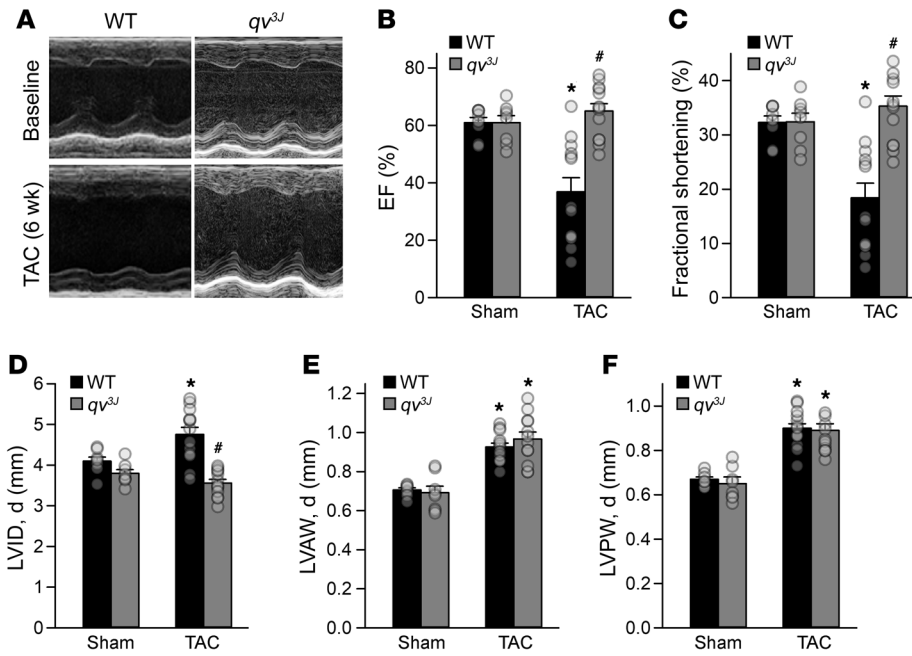 A
WT
qv3J
Baseline
TAC (6 wk)
B
WT
qv3J
EF (%)
80
60
40
20
0
*
#
Sham
TAC
C
WT
qv3J
Fractional shortening (%)
40
30
20
10
0
*
#
Sham
TAC
D
WT
qv3J
LVID, d (mm)
6
5
4
3
2
1
0
*
#
Sham
TAC
E
WT
qv3J
LVAW, d (mm)
1.2
1.0
0.8
0.6
0.4
0.2
0.0
*
*
Sham
TAC
F
WT
qv3J
LVPW, d (mm)
1.0
0.8
0.6
0.4
0.2
0.0
*
*
Sham
TAC